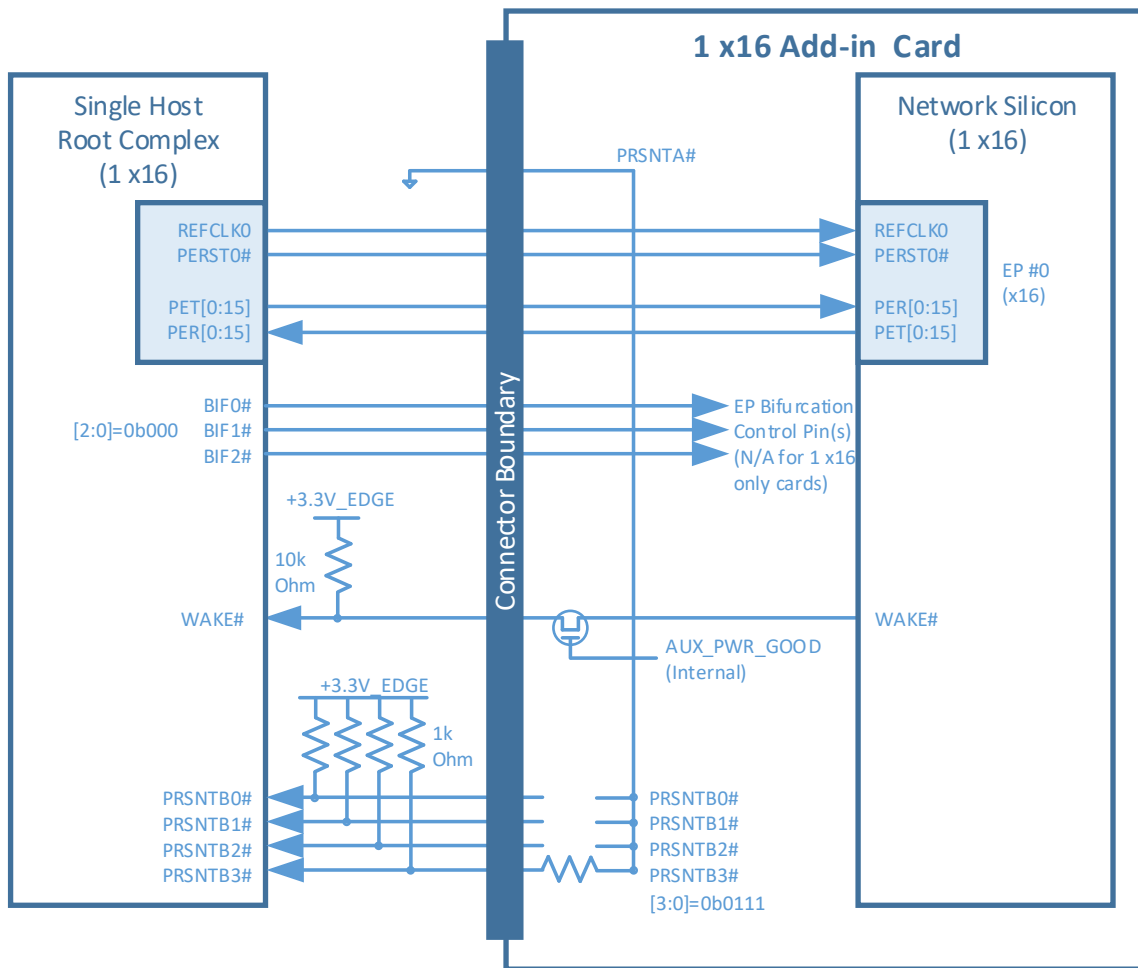 1 x16 Add-in Card
Single Host
Root Complex
(1 x16)
Network Silicon
(1 x16)
PRSNTA#
REFCLK0
PERST0#
PET[0:15]
PER[0:15]
REFCLK0
PERST0#
PER[0:15]
PET[0:15]
EP #0
(x16)
Connector Boundary
BIF0#
[2:0]=0b000
BIF1#
BIF2#
EP Bifurcation
Control Pin(s)
(N/A for 1 x16
only cards)
+3.3V_EDGE
10k
Ohm
WAKE#
WAKE#
AUX_PWR_GOOD
(Internal)
+3.3V_EDGE
1k
Ohm
PRSNTB0#
PRSNTB1#
PRSNTB2#
PRSNTB3#
PRSNTB0#
PRSNTB1#
PRSNTB2#
PRSNTB3#
[3:0]=0b0111